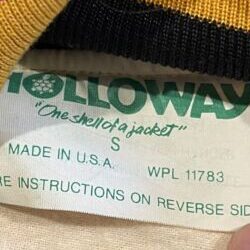 HOLLOWAY
"One shell of a jacket"
S
MADE IN U.S.A. WPL 11783
RE INSTRUCTIONS ON REVERSE SID